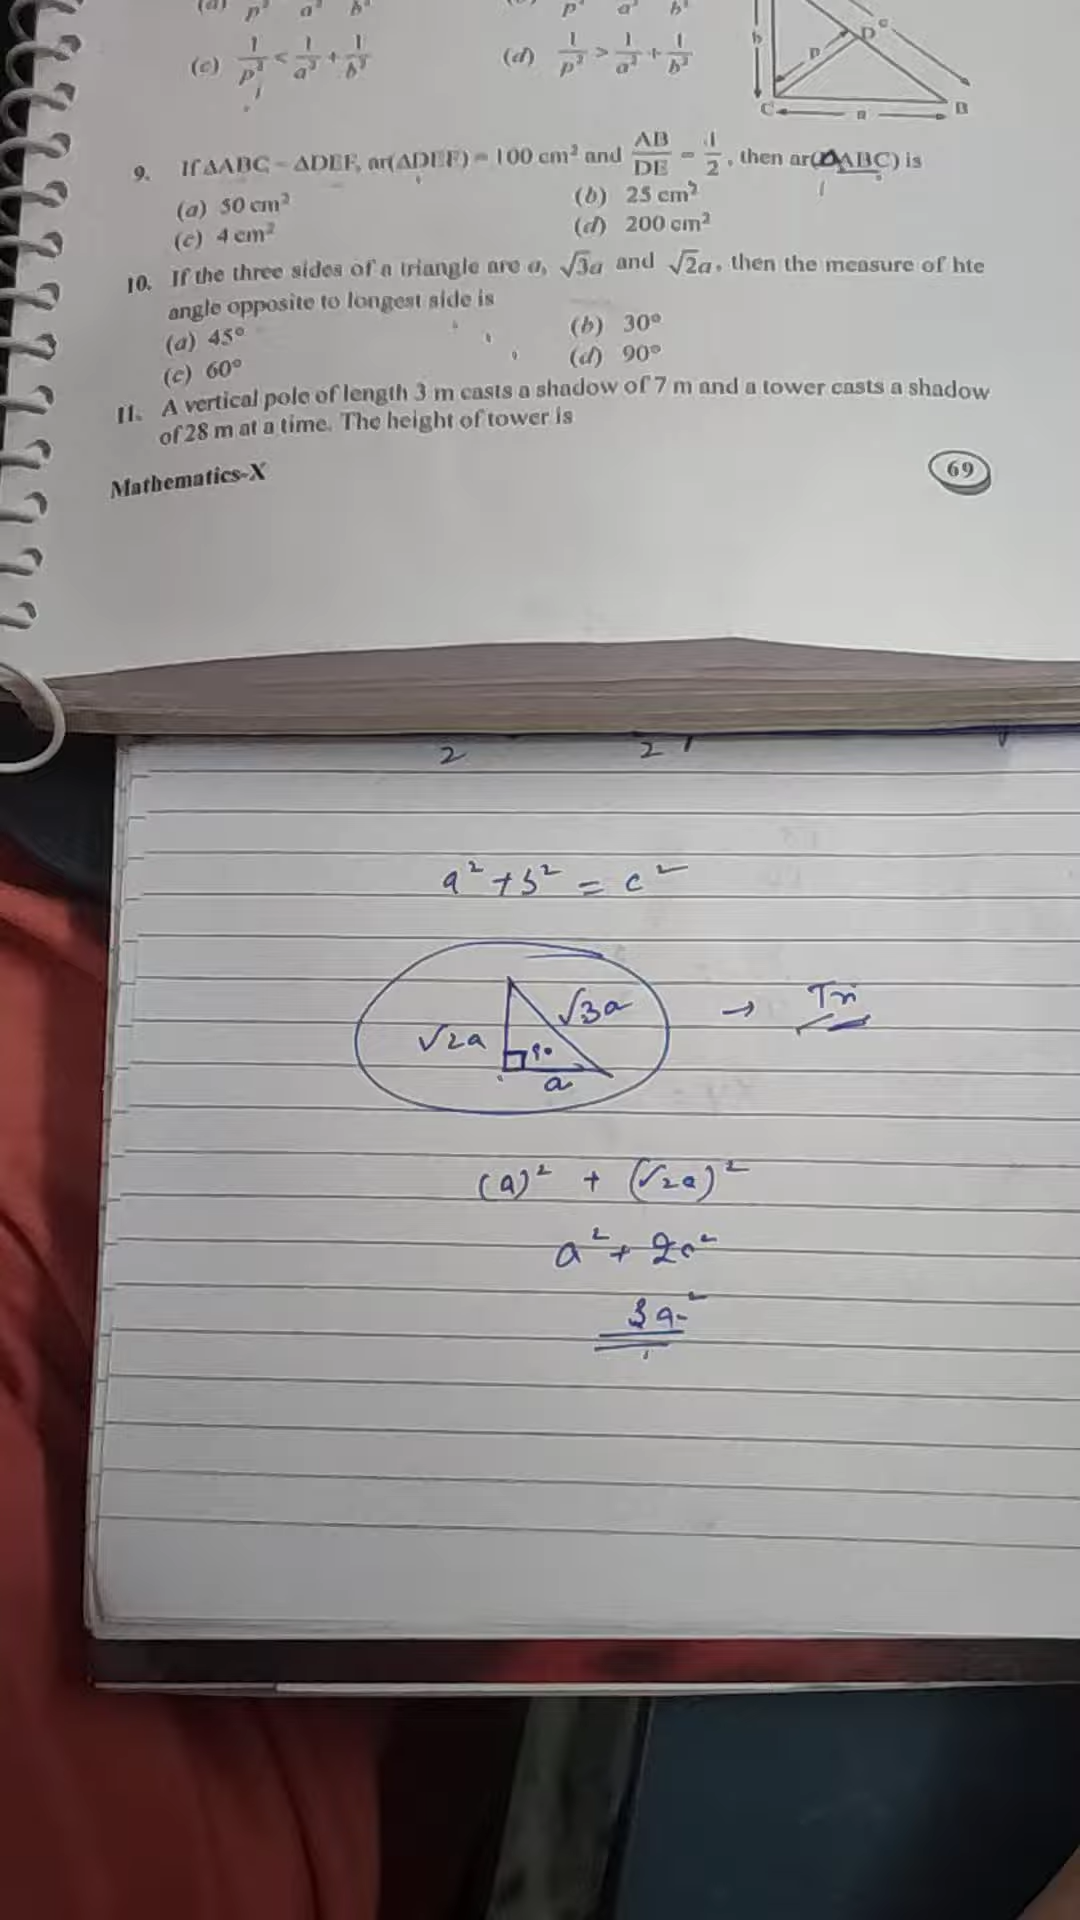 (c) 1/p² < 1/a² + 1/b² (d) 1/p² > 1/a² + 1/b²
b p D c
C a B
9. If ΔABC ~ ΔDEF, ar(ΔDEF) = 100 cm² and AB/DE = 1/2, then ar(ΔABC) is
(a) 50 cm² (b) 25 cm²
(c) 4 cm² (d) 200 cm²
10. If the three sides of a triangle are a, √3a and √2a, then the measure of hte
angle opposite to longest side is
(a) 45° (b) 30°
(c) 60° (d) 90°
11. A vertical pole of length 3 m casts a shadow of 7 m and a tower casts a shadow
of 28 m at a time. The height of tower is
Mathematics-X 69
2 2
a² + b² = c²
√2a 90 √3a a → Tri
(a)² + (√2a)²
a² + 2a²
3a²